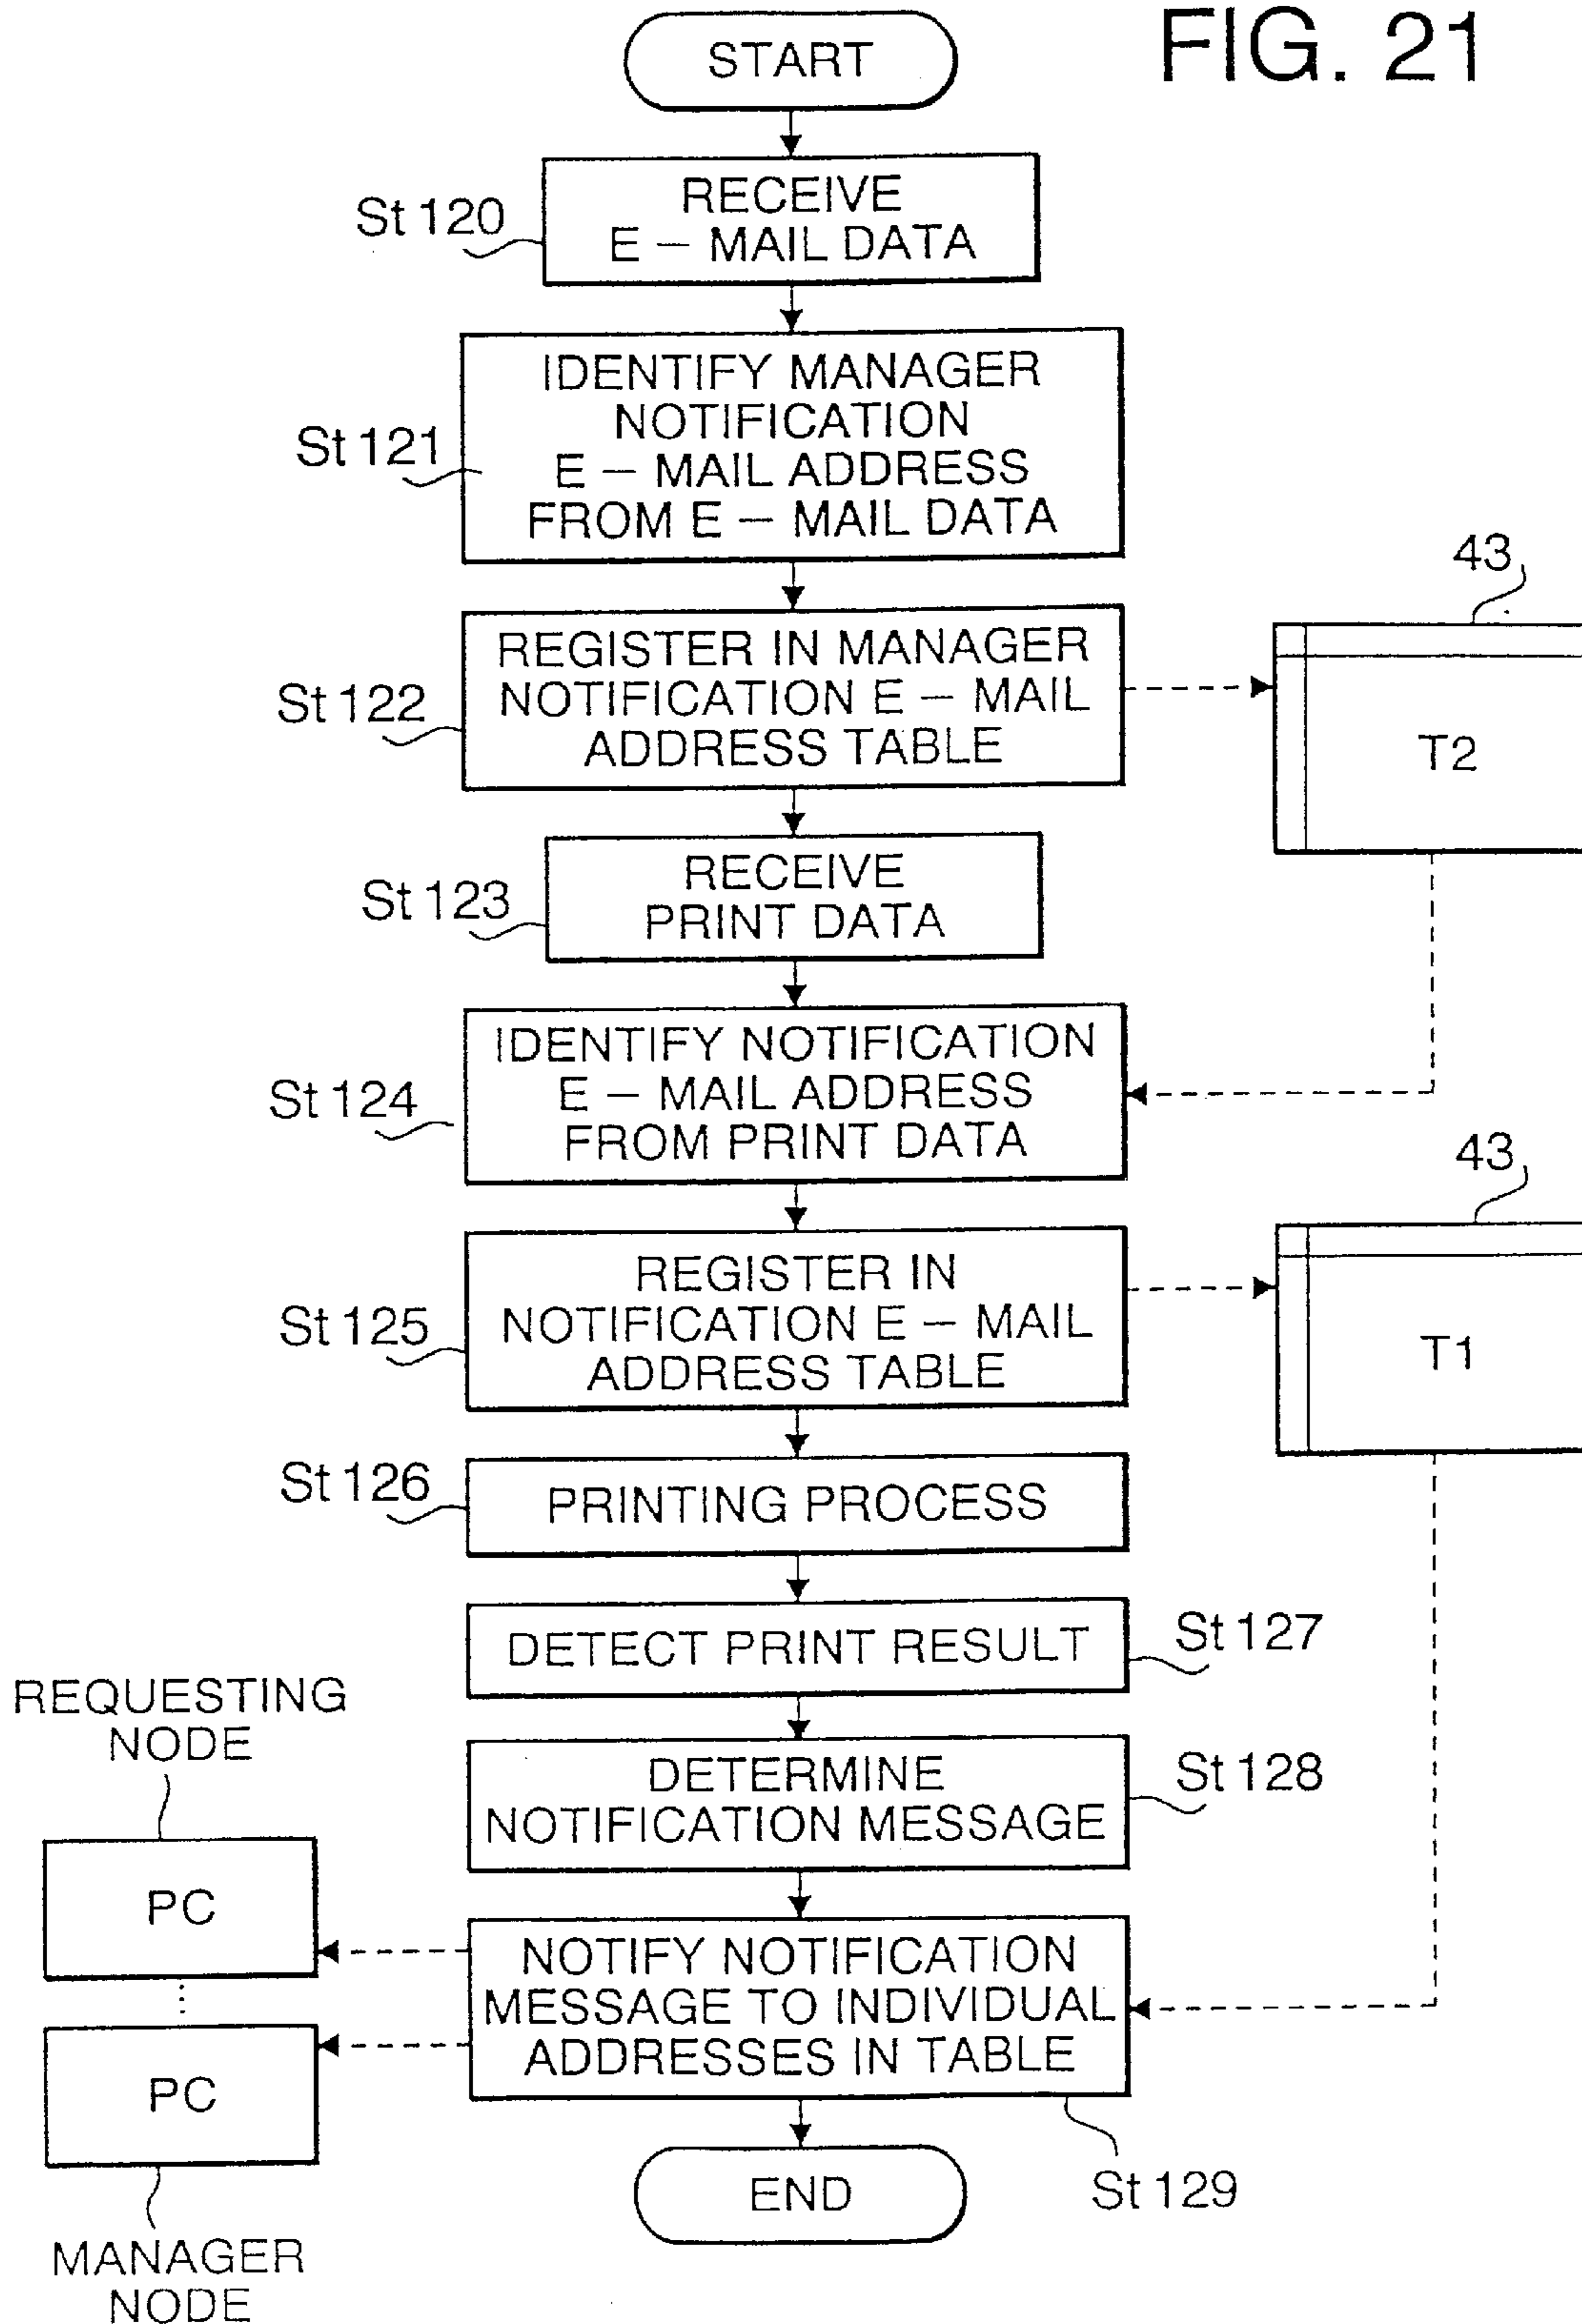 FIG. 21
START
St 120
RECEIVE
E – MAIL DATA
St 121
IDENTIFY MANAGER
NOTIFICATION
E – MAIL ADDRESS
FROM E – MAIL DATA
St 122
REGISTER IN MANAGER
NOTIFICATION E – MAIL
ADDRESS TABLE
43
T2
St 123
RECEIVE
PRINT DATA
St 124
IDENTIFY NOTIFICATION
E – MAIL ADDRESS
FROM PRINT DATA
St 125
REGISTER IN
NOTIFICATION E – MAIL
ADDRESS TABLE
43
T1
St 126
PRINTING PROCESS
DETECT PRINT RESULT
St 127
DETERMINE
NOTIFICATION MESSAGE
St 128
REQUESTING
NODE
PC
NOTIFY NOTIFICATION
MESSAGE TO INDIVIDUAL
ADDRESSES IN TABLE
St 129
PC
MANAGER
NODE
END